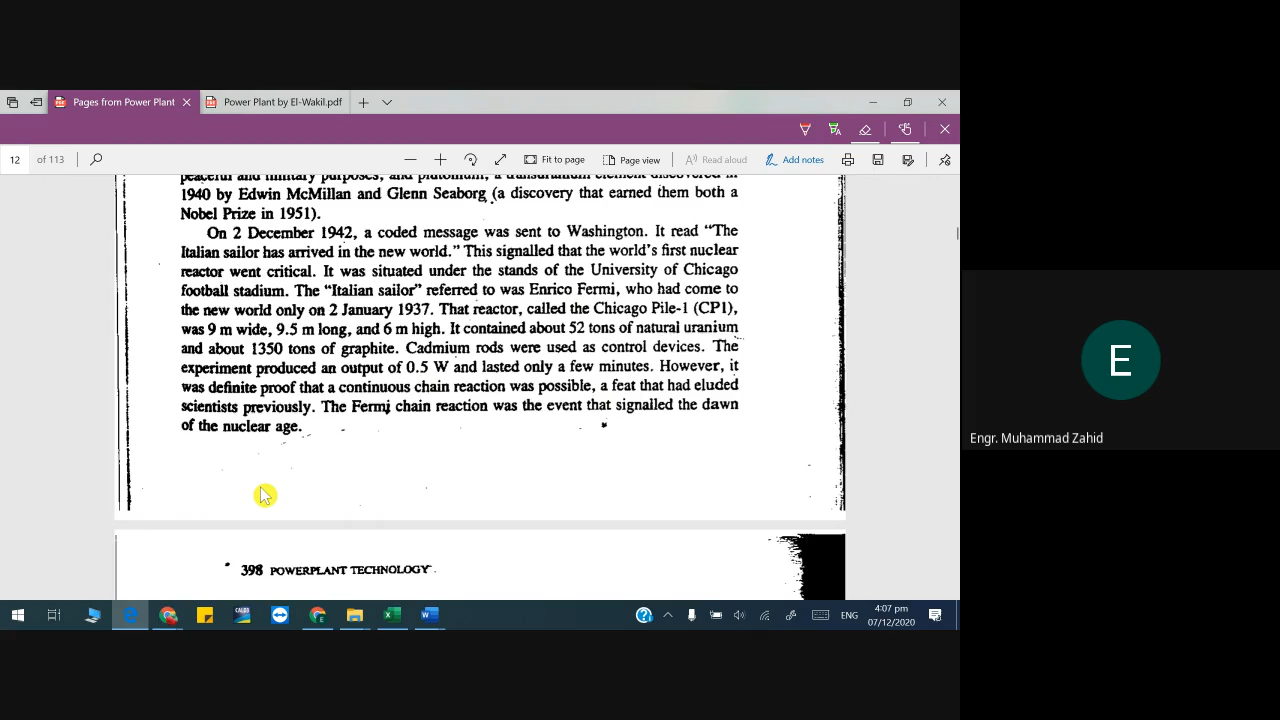 Pages from Power Plant
Power Plant by El-Wakil.pdf
12 of 113
Fit to page
Page view
Read aloud
Add notes
peaceful and military purposes, and plutonium, a transuranium element discovered in
1940 by Edwin McMillan and Glenn Seaborg (a discovery that earned them both a
Nobel Prize in 1951).
On 2 December 1942, a coded message was sent to Washington. It read “The
Italian sailor has arrived in the new world.” This signalled that the world’s first nuclear
reactor went critical. It was situated under the stands of the University of Chicago
football stadium. The “Italian sailor” referred to was Enrico Fermi, who had come to
the new world only on 2 January 1937. That reactor, called the Chicago Pile-1 (CP1),
was 9 m wide, 9.5 m long, and 6 m high. It contained about 52 tons of natural uranium
and about 1350 tons of graphite. Cadmium rods were used as control devices. The
experiment produced an output of 0.5 W and lasted only a few minutes. However, it
was definite proof that a continuous chain reaction was possible, a feat that had eluded
scientists previously. The Fermi chain reaction was the event that signalled the dawn
of the nuclear age.
398 POWERPLANT TECHNOLOGY
E
Engr. Muhammad Zahid
ENG
4:07 pm
07/12/2020